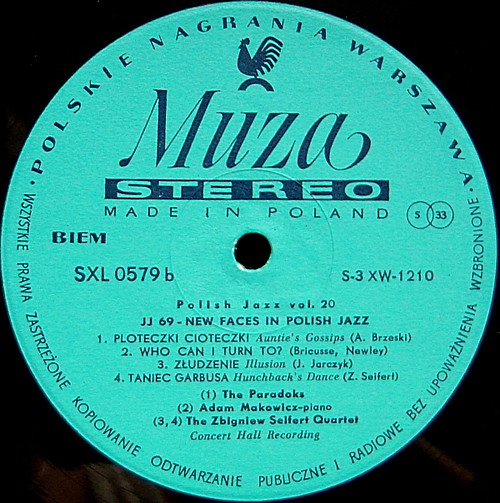 POLSKIE NAGRANIA WARSZAWA
Muza
STEREO
MADE IN POLAND
S 33
BIEM
SXL 0579 b
S-3 XW-1210
Polish Jazz vol. 20
JJ 69 - NEW FACES IN POLISH JAZZ
1. PLOTECZKI CIOTECZKI Auntie's Gossips (A. Brzeski)
2. WHO CAN I TURN TO? (Bricusse, Newley)
3. ZŁUDZENIE Illusion (J. Jarczyk)
4. TANIEC GARBUSA Hunchback's Dance (Z. Seifert)
(1) The Paradoks
(2) Adam Makowicz-piano
(3, 4) The Zbigniew Seifert Quartet
Concert Hall Recording
WSZYSTKIE PRAWA ZASTRZEŻONE KOPIOWANIE ODTWARZANIE PUBLICZNE I RADIOWE BEZ UPOWAŻNIENIA WZBRONIONE